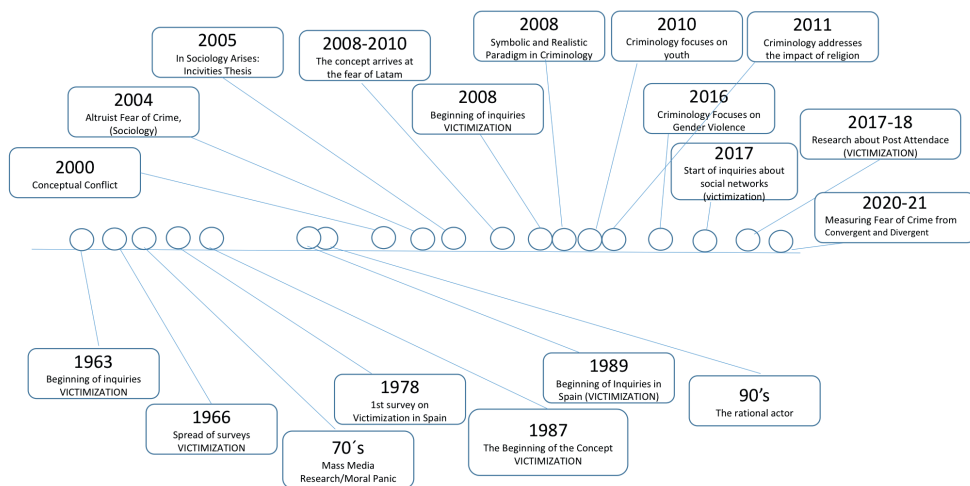 2005
In Sociology Arises:
Incivities Thesis
2004
Altruist Fear of Crime,
(Sociology)
2000
Conceptual Conflict
2008-2010
The concept arrives at
the fear of Latam
2008
Beginning of inquiries
VICTIMIZATION
2008
Symbolic and Realistic
Paradigm in Criminology
2010
Criminology focuses on
youth
2011
Criminology addresses
the impact of religion
2016
Criminology Focuses on
Gender Violence
2017
Start of inquiries about
social networks
(victimization)
2017-18
Research about Post Attendace
(VICTIMIZATION)
2020-21
Measuring Fear of Crime from
Convergent and Divergent
1963
Beginning of inquiries
VICTIMIZATION
1966
Spread of surveys
VICTIMIZATION
70´s
Mass Media
Research/Moral Panic
1978
1st survey on
Victimization in Spain
1987
The Beginning of the Concept
VICTIMIZATION
1989
Beginning of Inquiries in
Spain (VICTIMIZATION)
90’s
The rational actor